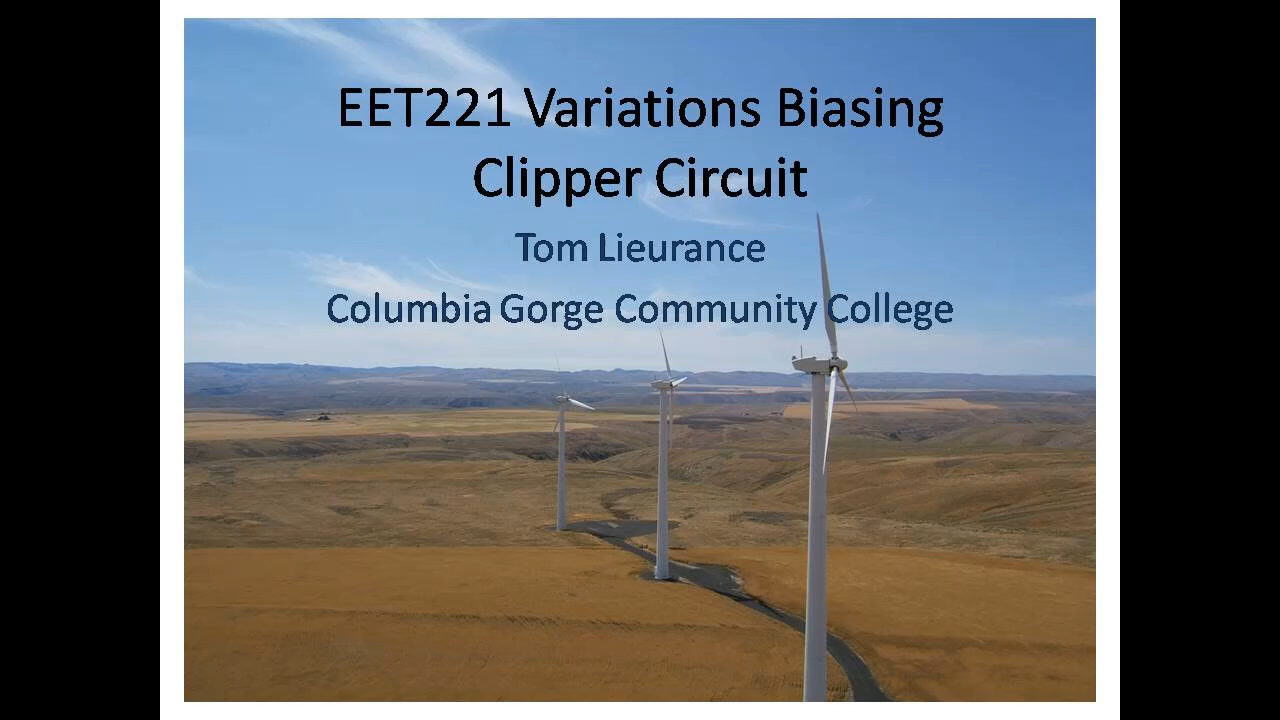 EET221 Variations Biasing
Clipper Circuit
Tom Lieurance
Columbia Gorge Community College